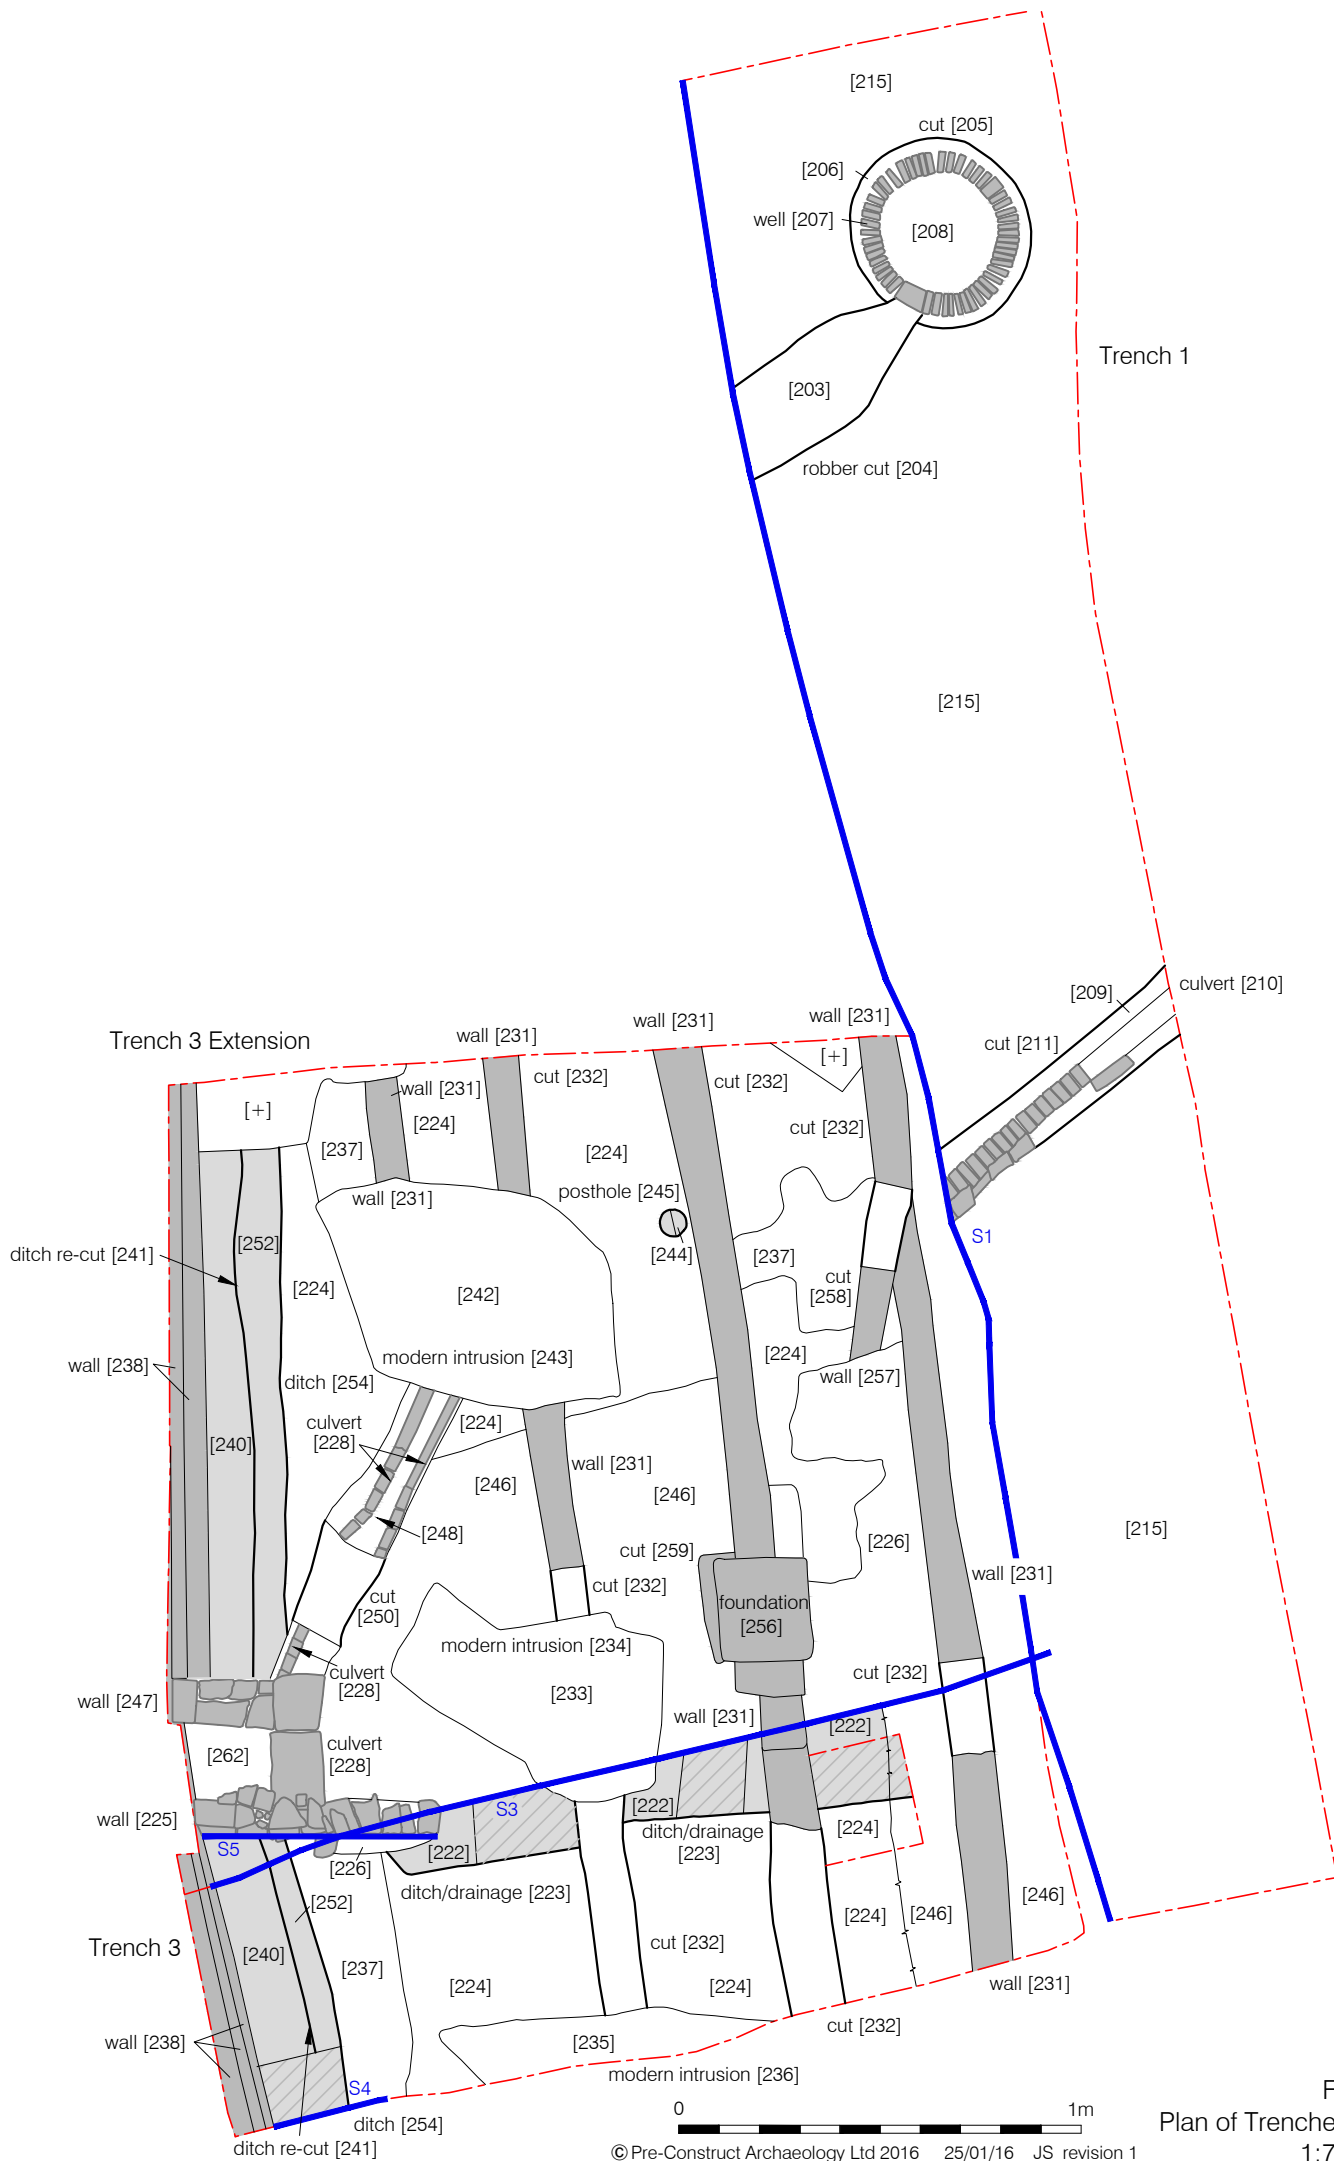 [215]
cut [205]
[206]
well [207]
[208]
Trench 1
[203]
robber cut [204]
[215]
culvert [210]
[209]
cut [211]
wall [231]
wall [231]
wall [231]
Trench 3 Extension
[+]
cut [232]
cut [232]
wall [231]
[+]
[224]
cut [232]
[237]
[224]
wall [231]
posthole [245]
[252]
[244]
[237]
S1
ditch re-cut [241]
[224]
[242]
cut
[258]
modern intrusion [243]
[224]
wall [238]
ditch [254]
wall [257]
culvert
[228]
[224]
[240]
wall [231]
[246]
[246]
[248]
[215]
[226]
cut [259]
wall [231]
cut [232]
cut
[250]
foundation
[256]
modern intrusion [234]
culvert
[228]
cut [232]
[233]
wall [247]
wall [231]
[222]
culvert
[228]
[262]
wall [225]
S3
[222]
[224]
ditch/drainage
[223]
S5
[222]
[226]
ditch/drainage [223]
[252]
[246]
[224]
[246]
Trench 3
[240]
cut [232]
[237]
[224]
[224]
wall [231]
cut [232]
wall [238]
[235]
modern intrusion [236]
S4
ditch [254]
ditch re-cut [241]
0
1m
F
Plan of Trenche
1:7
© Pre-Construct Archaeology Ltd 2016 25/01/16 JS revision 1